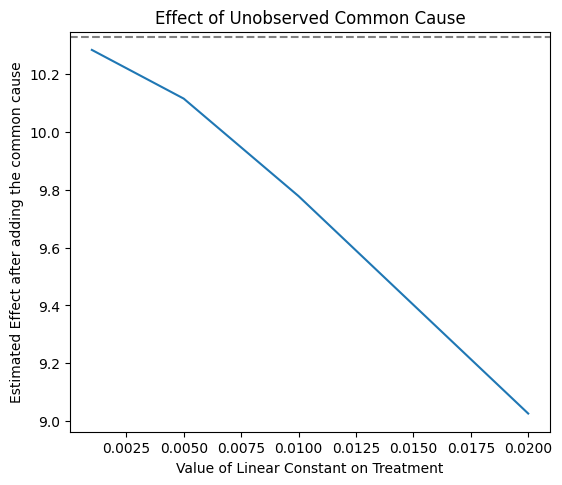 Effect of Unobserved Common Cause
Estimated Effect after adding the common cause
10.2
10.0
9.8
9.6
9.4
9.2
9.0
0.0025 0.0050 0.0075 0.0100 0.0125 0.0150 0.0175 0.0200
Value of Linear Constant on Treatment